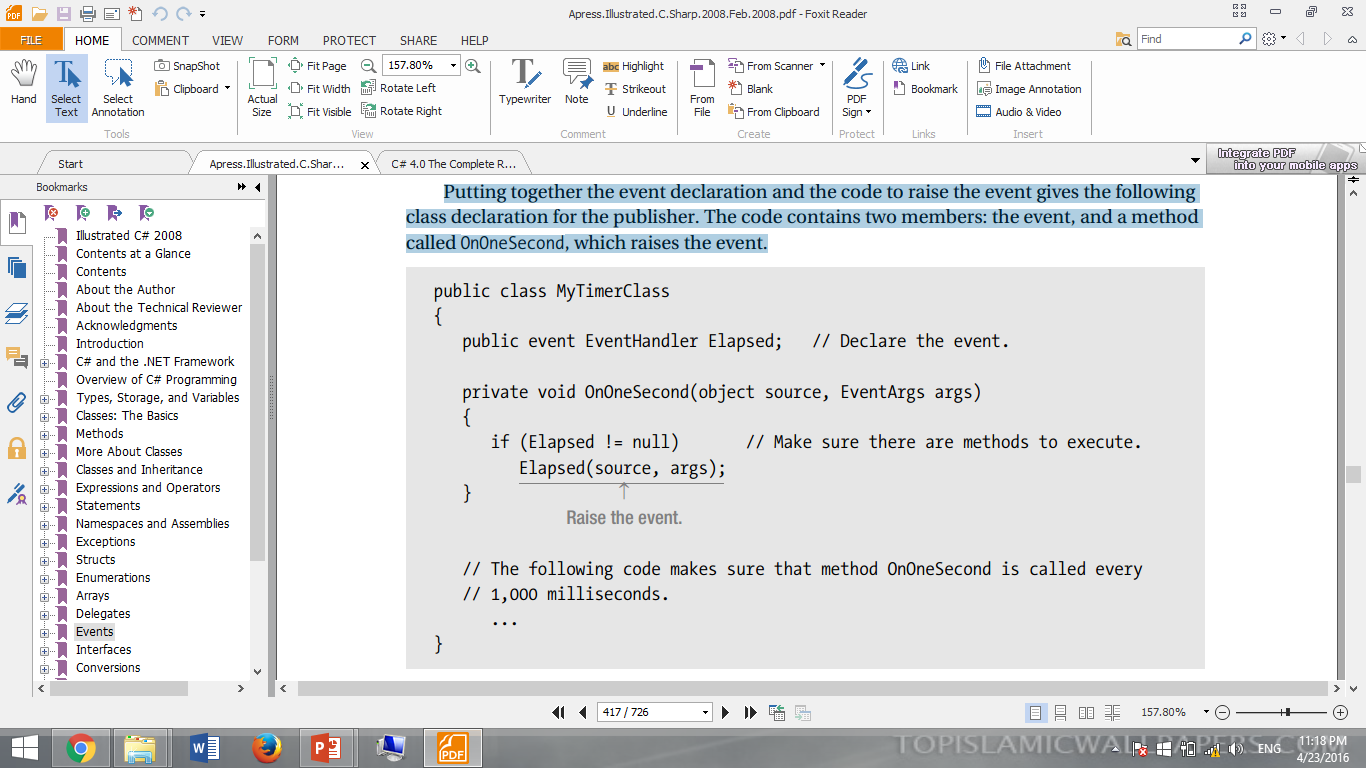 Apress.Illustrated.C.Sharp.2008.Feb.2008.pdf - Foxit Reader
FILE HOME COMMENT VIEW FORM PROTECT SHARE HELP Find
Hand
Select Text
Select Annotation
SnapShot
Clipboard
Tools
Actual Size
Fit Page
Fit Width
Fit Visible
157.80%
Rotate Left
Rotate Right
View
Typewriter
Note
abc Highlight
T Strikeout
U Underline
Comment
From File
From Scanner
Blank
From Clipboard
Create
PDF Sign
Protect
Link
Bookmark
Links
File Attachment
Image Annotation
Audio & Video
Insert
Start
Apress.Illustrated.C.Shar...
C# 4.0 The Complete R...
Integrate PDF
into your mobile apps
Bookmarks
Illustrated C# 2008
Contents at a Glance
Contents
About the Author
About the Technical Reviewer
Acknowledgments
Introduction
C# and the .NET Framework
Overview of C# Programming
Types, Storage, and Variables
Classes: The Basics
Methods
More About Classes
Classes and Inheritance
Expressions and Operators
Statements
Namespaces and Assemblies
Exceptions
Structs
Enumerations
Arrays
Delegates
Events
Interfaces
Conversions
Putting together the event declaration and the code to raise the event gives the following
class declaration for the publisher. The code contains two members: the event, and a method
called OnOneSecond, which raises the event.
public class MyTimerClass
{
public event EventHandler Elapsed; // Declare the event.
private void OnOneSecond(object source, EventArgs args)
{
if (Elapsed != null) // Make sure there are methods to execute.
Elapsed(source, args);
}
Raise the event.
// The following code makes sure that method OnOneSecond is called every
// 1,000 milliseconds.
...
}
417 / 726
157.80%
TOPISLAMICWALLPAPERS.COM
ENG
11:18 PM
4/23/2016